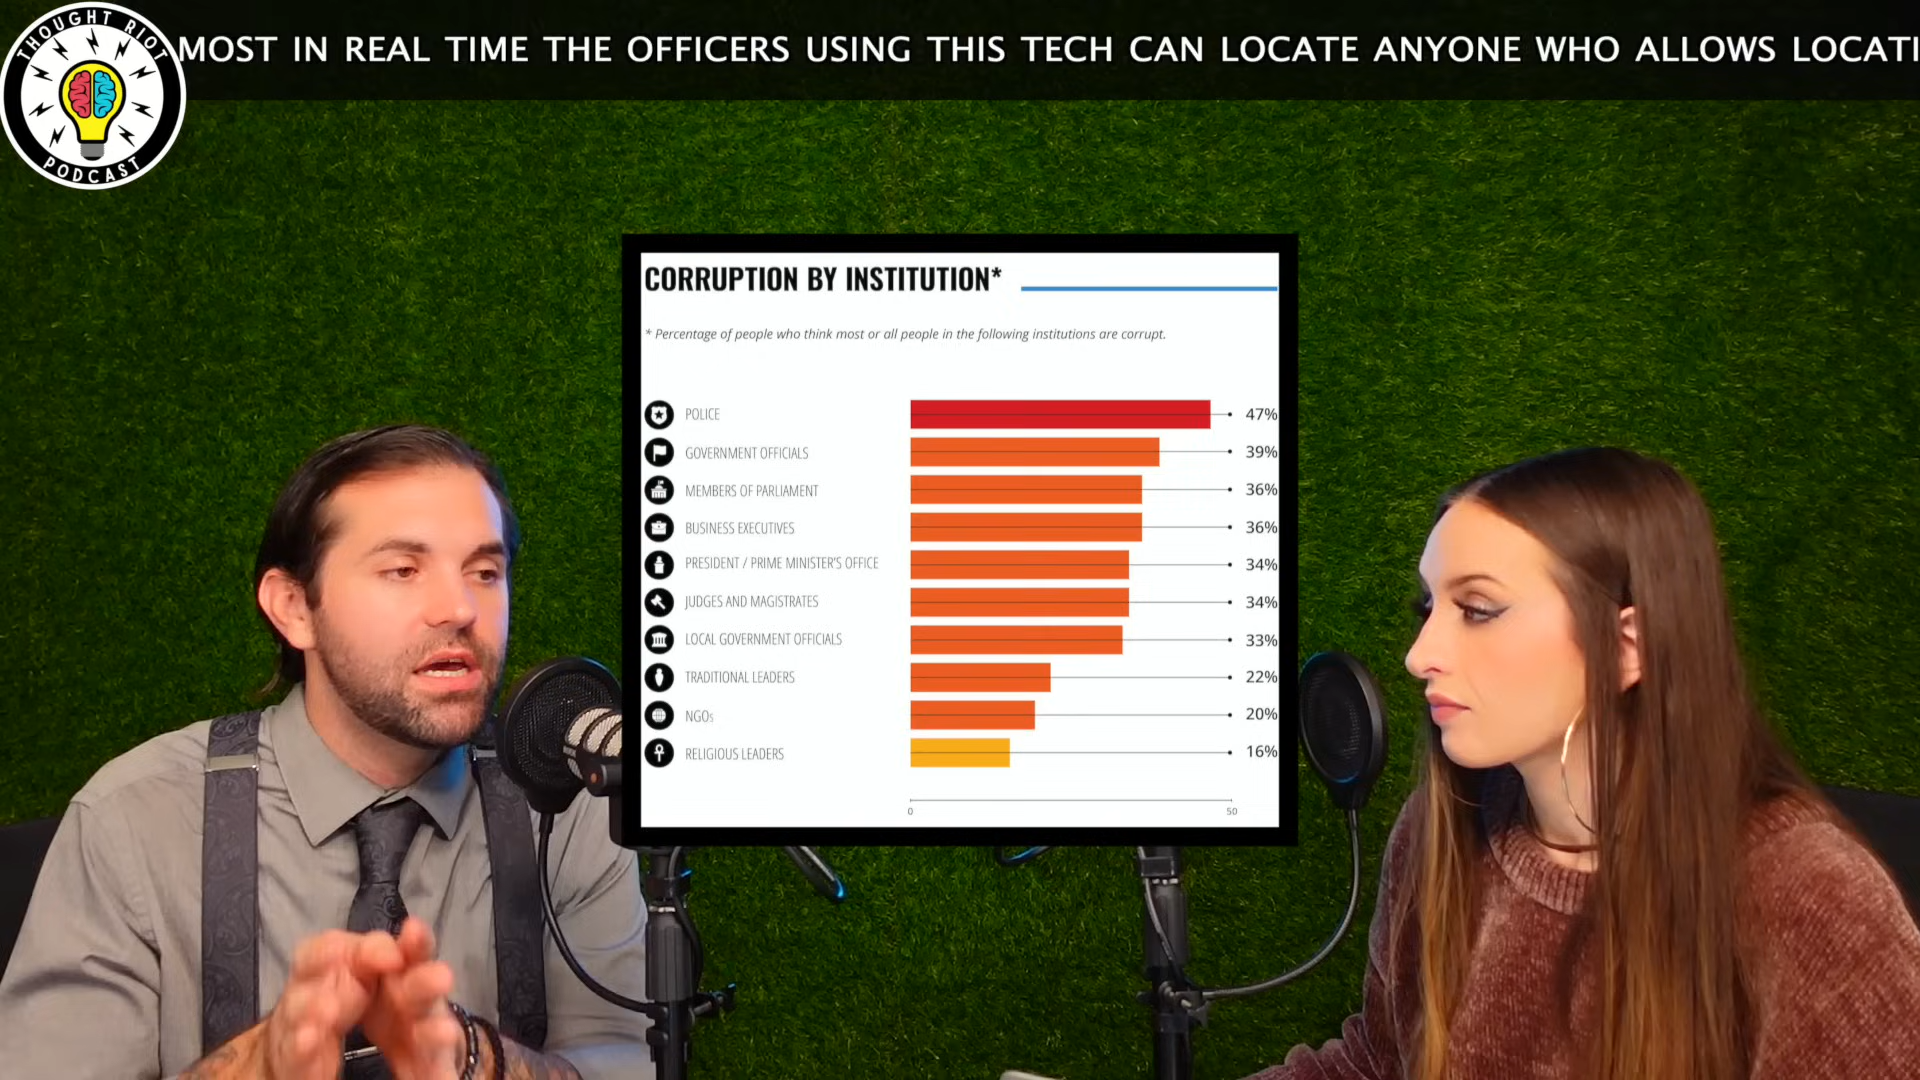 THOUGHT RIOT
PODCAST
MOST IN REAL TIME THE OFFICERS USING THIS TECH CAN LOCATE ANYONE WHO ALLOWS LOCATI
CORRUPTION BY INSTITUTION*
* Percentage of people who think most or all people in the following institutions are corrupt.
POLICE 47%
GOVERNMENT OFFICIALS 39%
MEMBERS OF PARLIAMENT 36%
BUSINESS EXECUTIVES 36%
PRESIDENT / PRIME MINISTER'S OFFICE 34%
JUDGES AND MAGISTRATES 34%
LOCAL GOVERNMENT OFFICIALS 33%
TRADITIONAL LEADERS 22%
NGOs 20%
RELIGIOUS LEADERS 16%
0 50